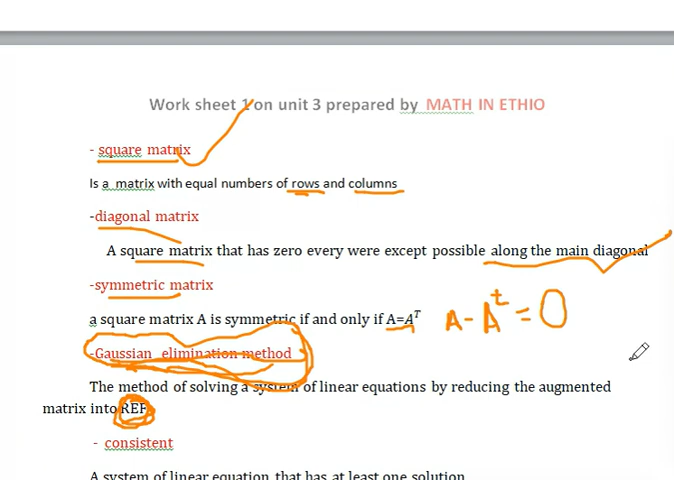 Work sheet 1 on unit 3 prepared by MATH IN ETHIO
- square matrix
Is a matrix with equal numbers of rows and columns
-diagonal matrix
A square matrix that has zero every were except possible along the main diagonal
-symmetric matrix
a square matrix A is symmetric if and only if A=Aᵀ A - Aᵗ = 0
-Gaussian elimination method
The method of solving a system of linear equations by reducing the augmented
matrix into REF
- consistent
A system of linear equation that has at least one solution